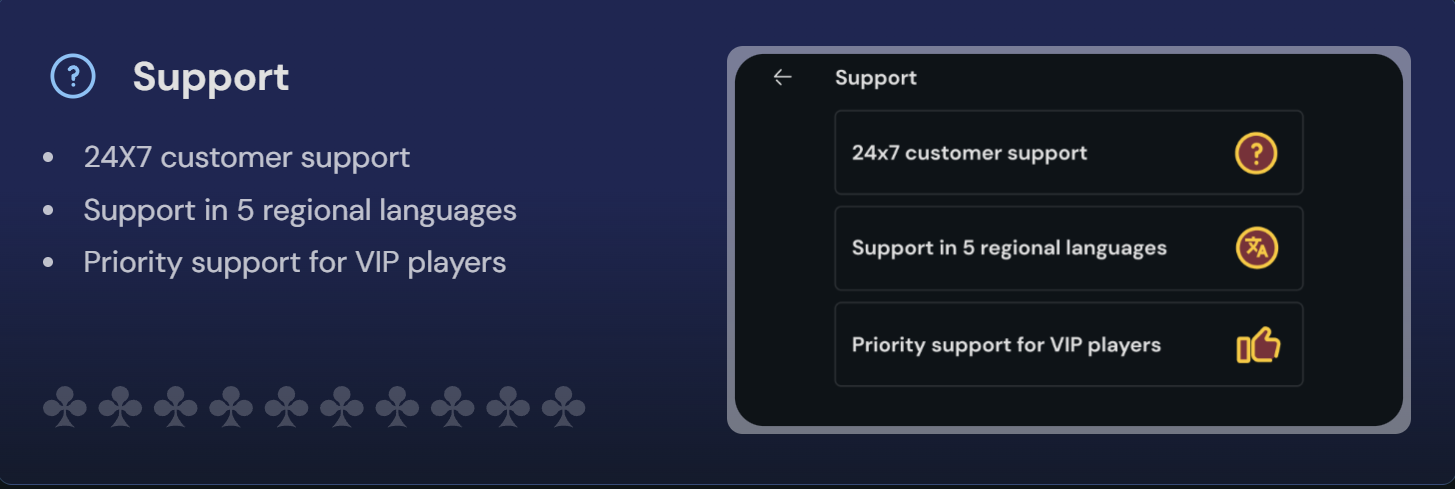 Support
24X7 customer support
Support in 5 regional languages
Priority support for VIP players
Support
24x7 customer support
Support in 5 regional languages
Priority support for VIP players